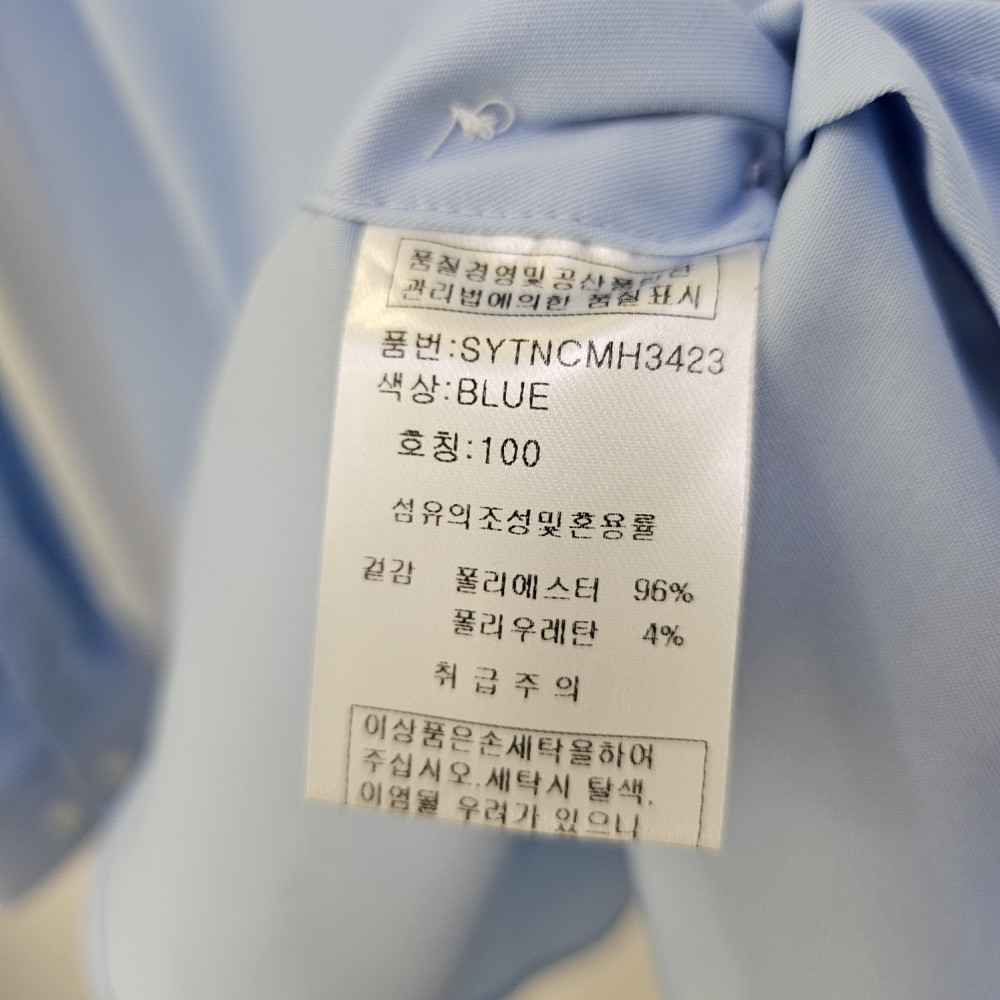 품질경영및 공산품안전
관리법에의한 품질표시
품번:SYTNCMH3423
색상:BLUE
호칭:100
섬유의조성및혼용률
겉감 폴리에스터 96%
폴리우레탄 4%
취급주의
이상품은손세탁을하여
주십시오.세탁시 탈색.
이염될 우려가 있으니